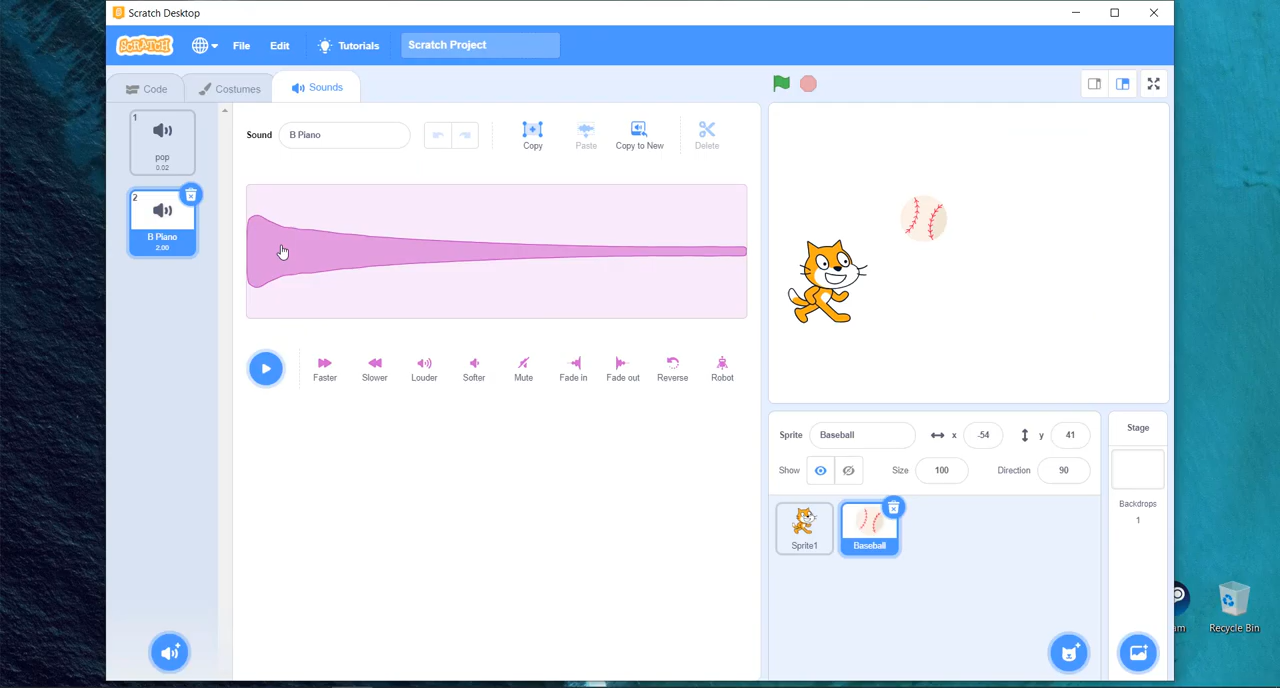 Scratch Desktop
SCRATCH File Edit Tutorials Scratch Project
Code Costumes Sounds
1
pop
0.02
2
B Piano
2.00
Sound B Piano
Copy Paste Copy to New Delete
Faster Slower Louder Softer Mute Fade in Fade out Reverse Robot
Sprite Baseball x -54 y 41
Show Size 100 Direction 90
Sprite1 Baseball
Stage
Backdrops
1
Recycle Bin